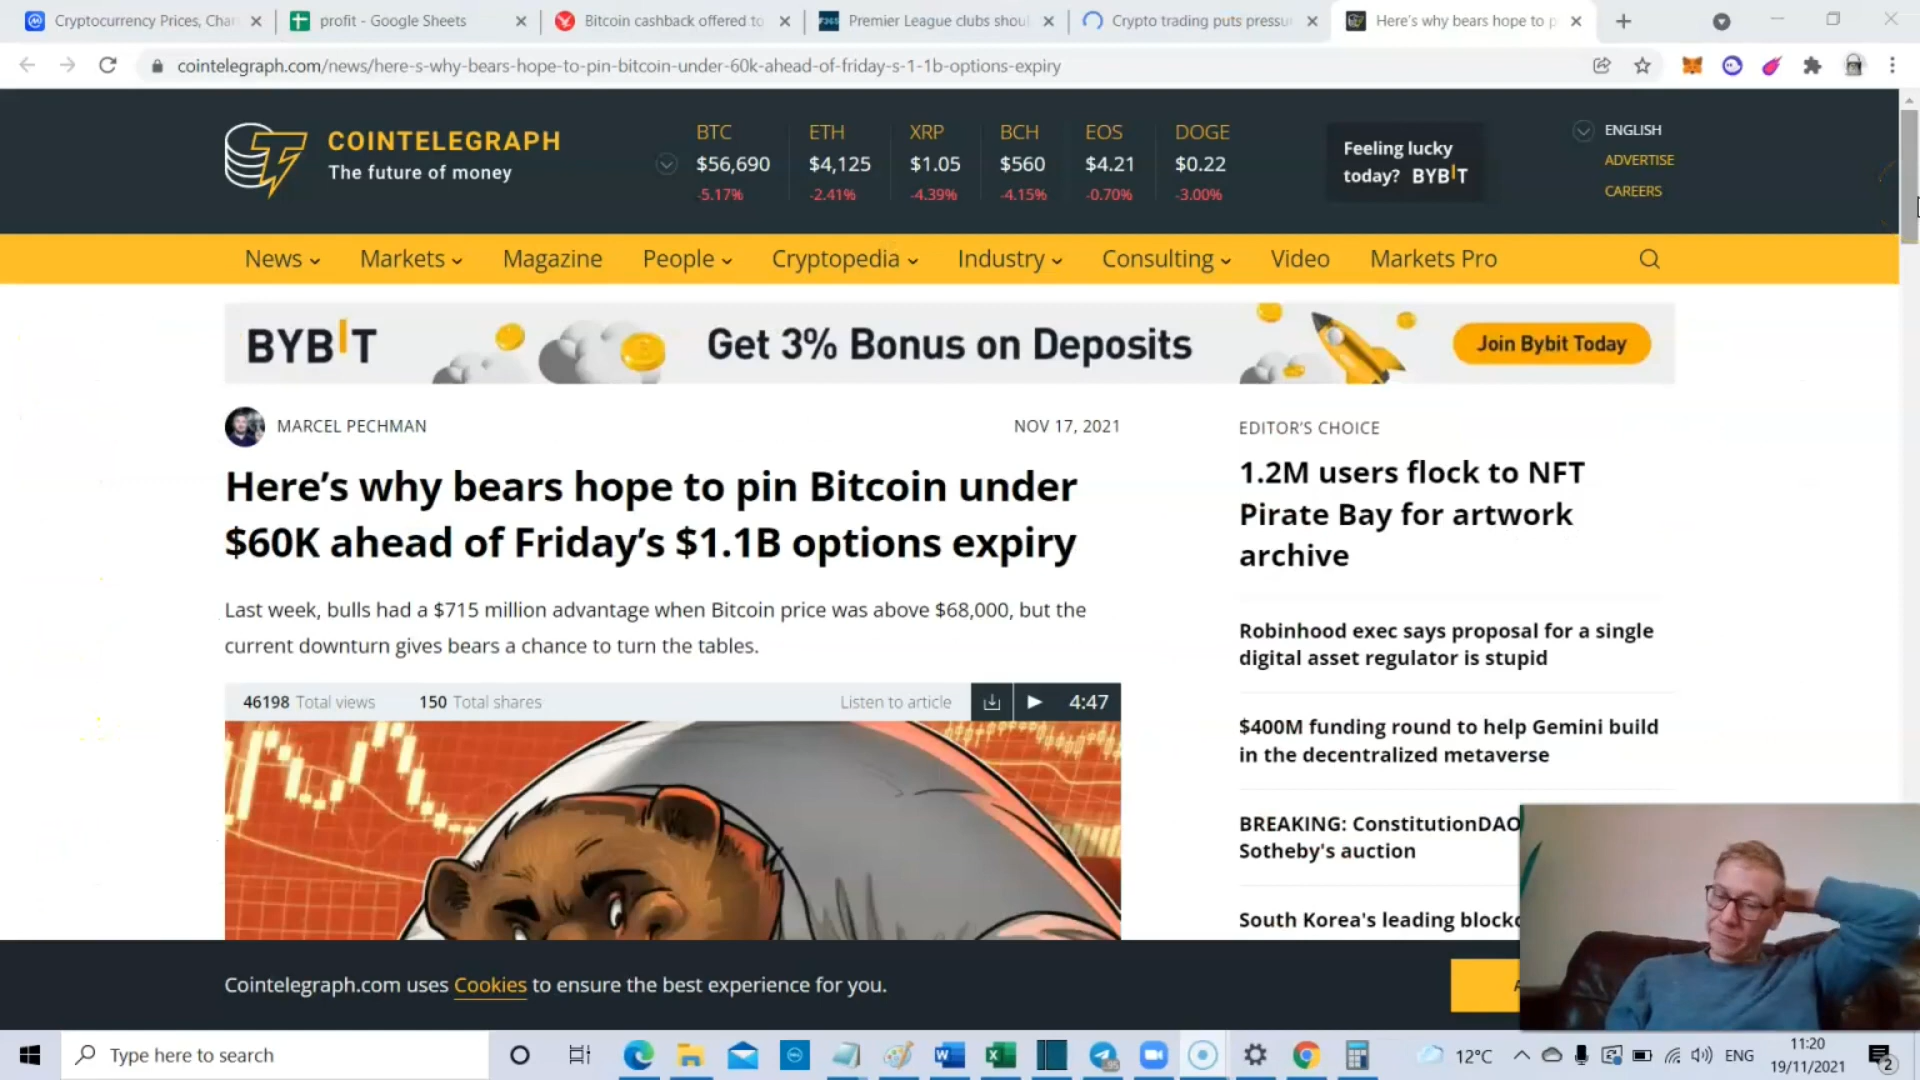 Cryptocurrency Prices, Char
profit - Google Sheets
Bitcoin cashback offered to
Premier League clubs shoul
Crypto trading puts pressu
Here's why bears hope to p
cointelegraph.com/news/here-s-why-bears-hope-to-pin-bitcoin-under-60k-ahead-of-friday-s-1-1b-options-expiry
COINTELEGRAPH
The future of money
BTC ETH XRP BCH EOS DOGE
$56,690 $4,125 $1.05 $560 $4.21 $0.22
-5.17% -2.41% -4.39% -4.15% -0.70% -3.00%
Feeling lucky
today? BYBIT
ENGLISH
ADVERTISE
CAREERS
News Markets Magazine People Cryptopedia Industry Consulting Video Markets Pro
BYBIT Get 3% Bonus on Deposits Join Bybit Today
MARCEL PECHMAN NOV 17, 2021
Here's why bears hope to pin Bitcoin under
$60K ahead of Friday's $1.1B options expiry
Last week, bulls had a $715 million advantage when Bitcoin price was above $68,000, but the
current downturn gives bears a chance to turn the tables.
46198 Total views 150 Total shares Listen to article 4:47
EDITOR'S CHOICE
1.2M users flock to NFT
Pirate Bay for artwork
archive
Robinhood exec says proposal for a single
digital asset regulator is stupid
$400M funding round to help Gemini build
in the decentralized metaverse
BREAKING: ConstitutionDAO
Sotheby's auction
South Korea's leading blockc
Cointelegraph.com uses Cookies to ensure the best experience for you.
Type here to search
12°C
ENG
11:20
19/11/2021
2